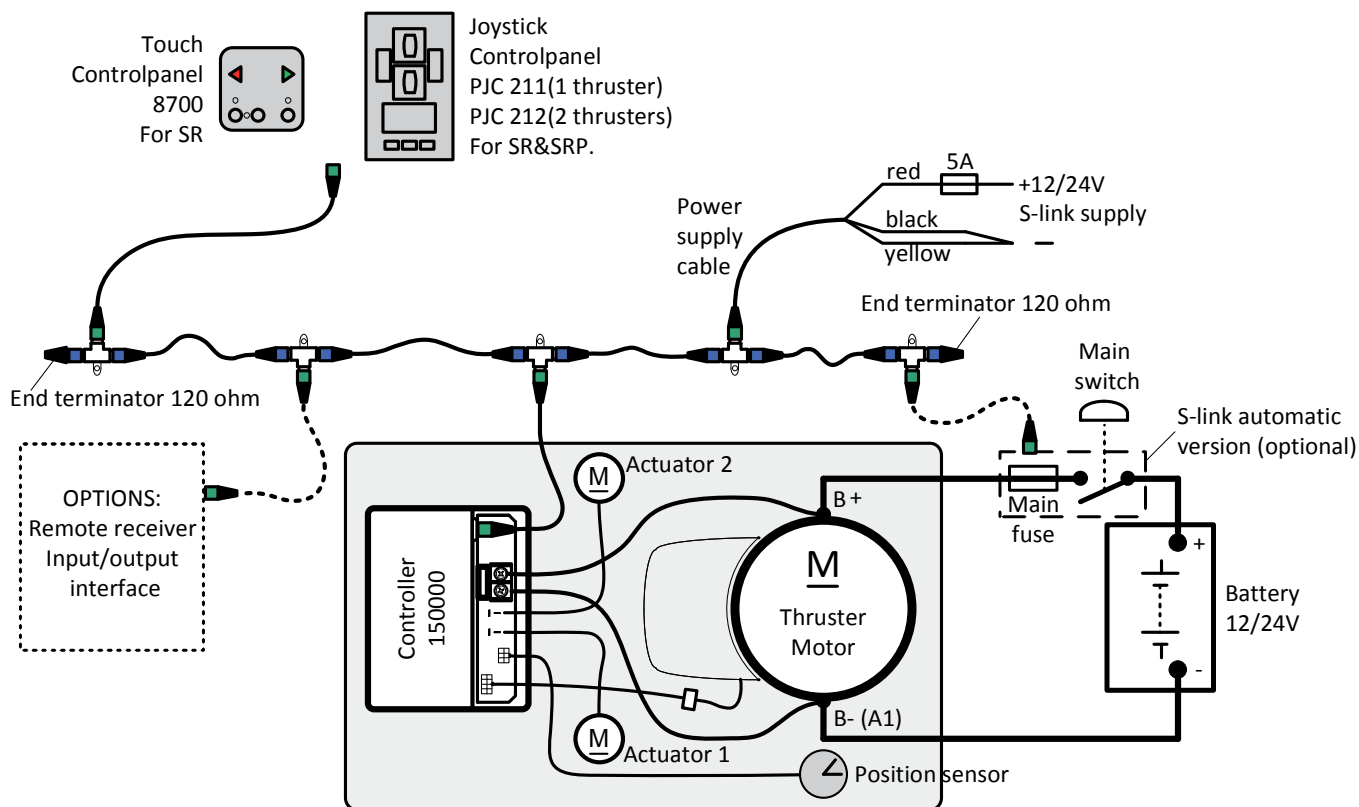 Touch
Controlpanel
8700
For SR
Joystick
Controlpanel
PJC 211(1 thruster)
PJC 212(2 thrusters)
For SR&SRP.
Power
supply
cable
red
5A
+12/24V
S-link supply
black
yellow
End terminator 120 ohm
End terminator 120 ohm
Main
switch
S-link automatic
version (optional)
OPTIONS:
Remote receiver
Input/output
interface
Controller
150000
M
Actuator 2
M
Actuator 1
B +
M
Thruster
Motor
B- (A1)
Position sensor
Main
fuse
+
-
Battery
12/24V